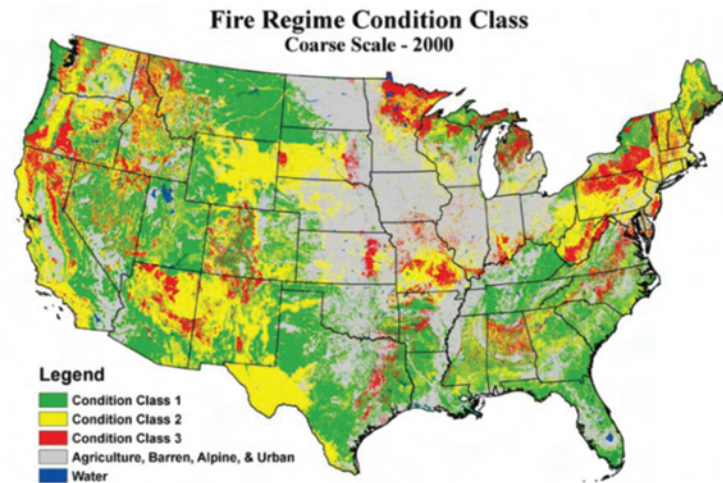 Fire Regime Condition Class
Coarse Scale - 2000
Legend
Condition Class 1
Condition Class 2
Condition Class 3
Agriculture, Barren, Alpine, & Urban
Water